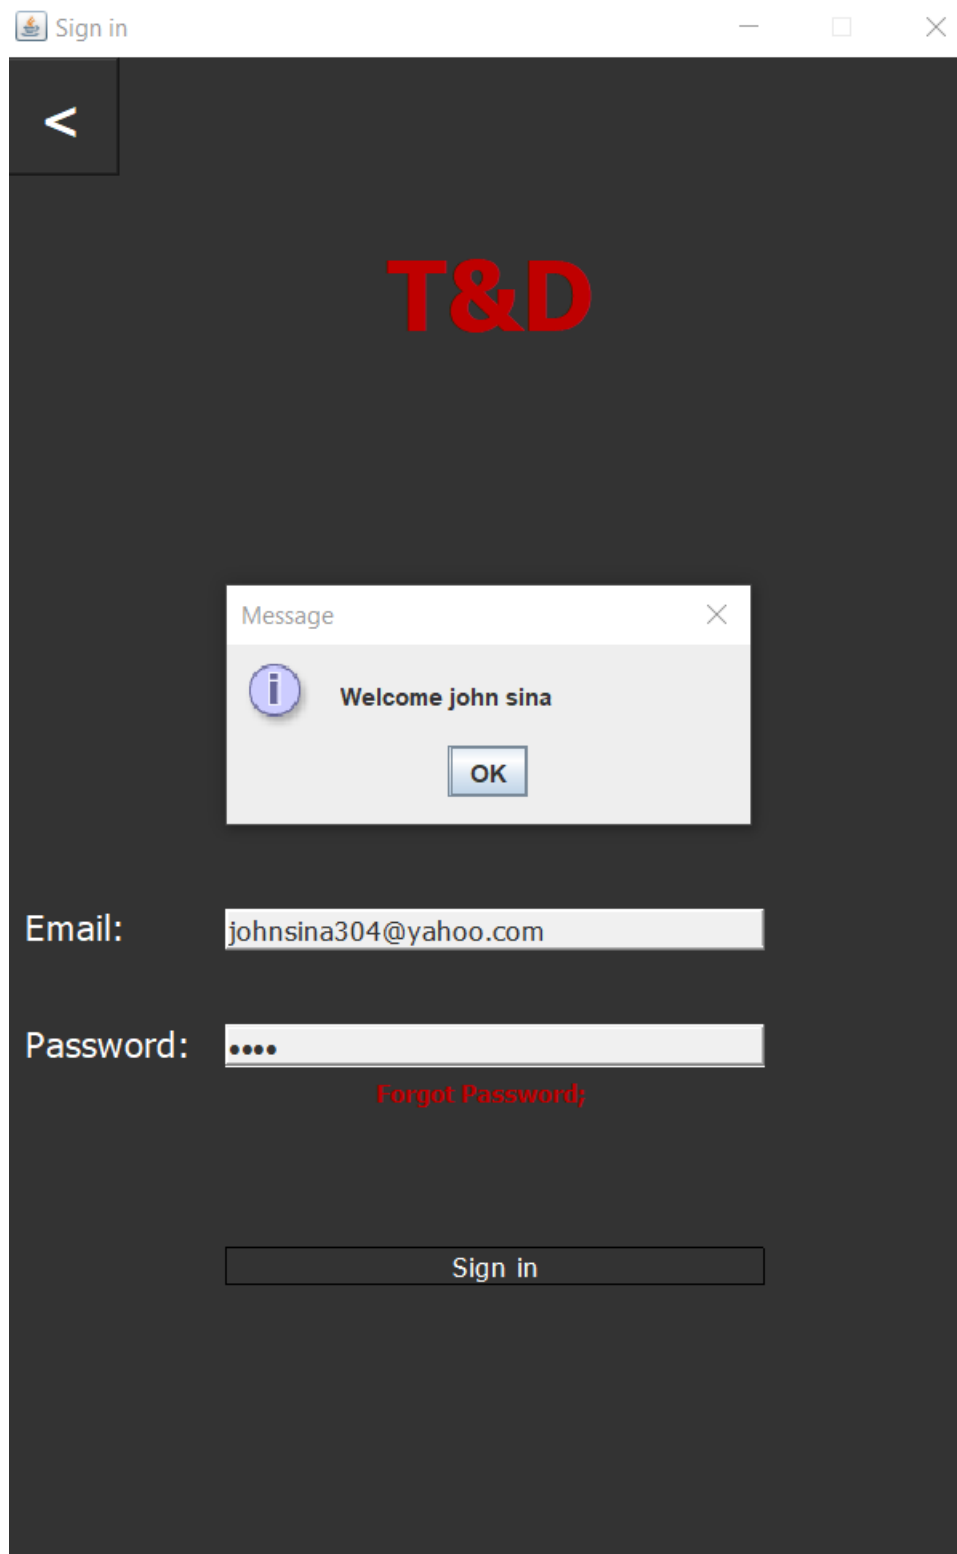 Sign in
<
T&D
Message
i
Welcome john sina
OK
Email:
johnsina304@yahoo.com
Password:
••••
Forgot Password;
Sign in